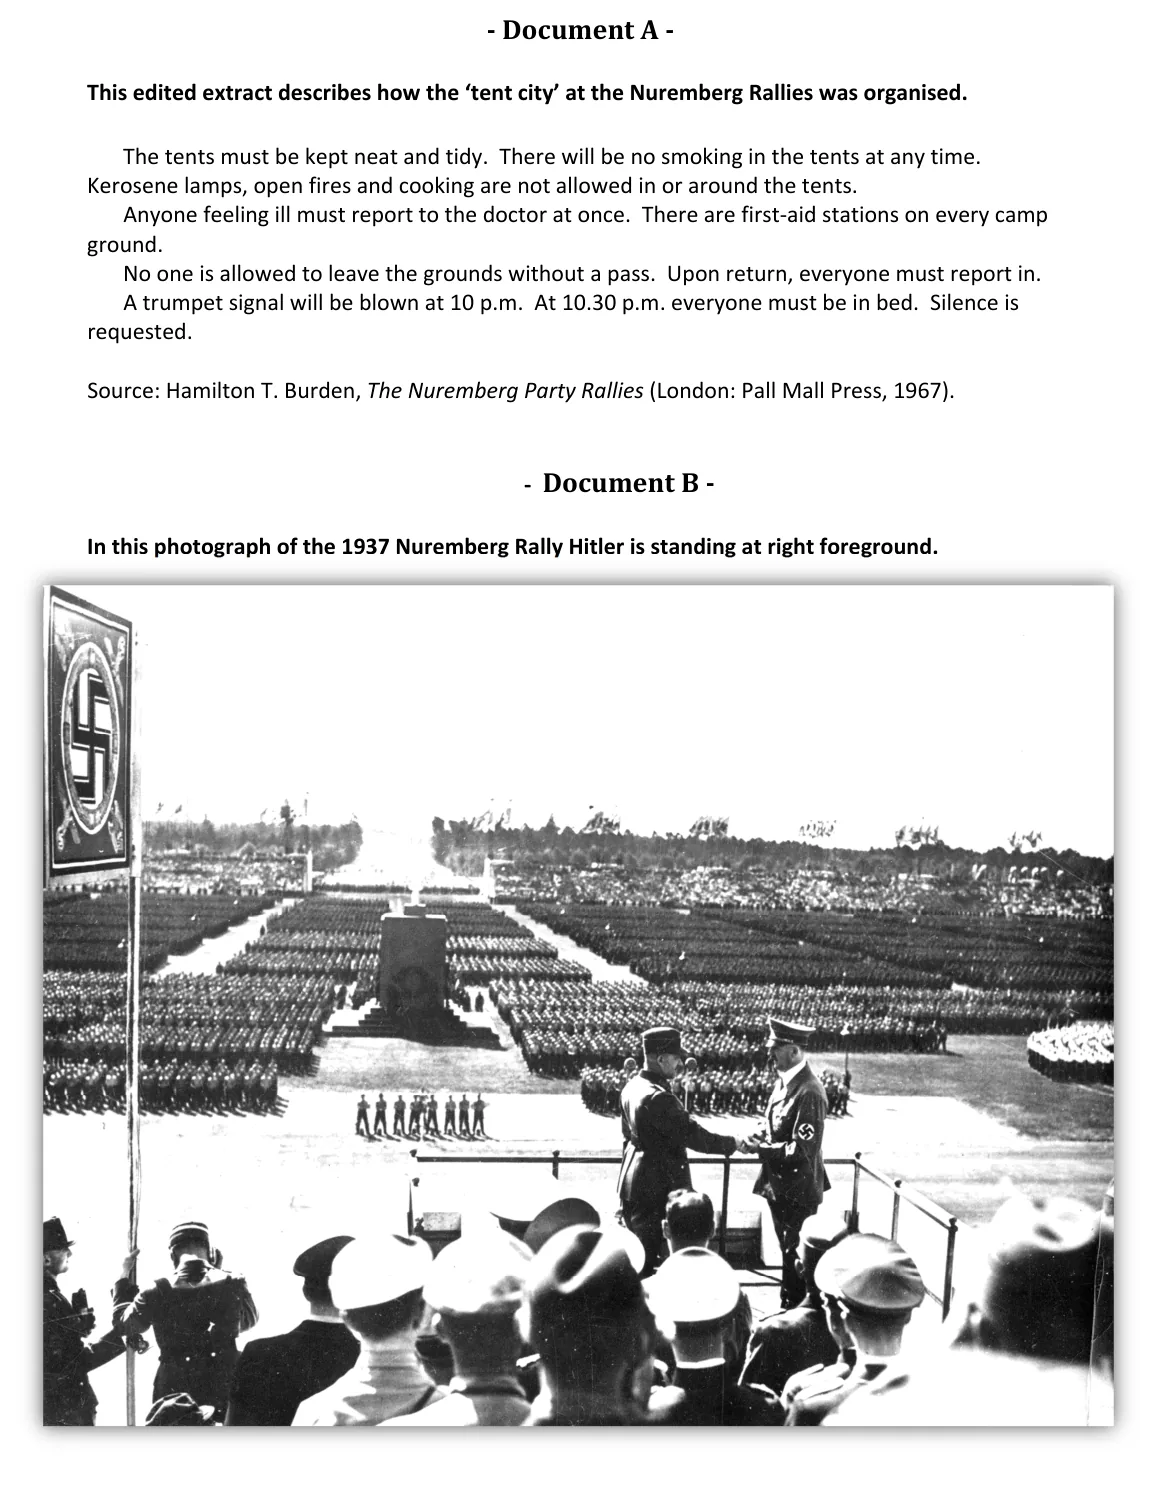 - Document A -
This edited extract describes how the ‘tent city’ at the Nuremberg Rallies was organised.
The tents must be kept neat and tidy.  There will be no smoking in the tents at any time.
Kerosene lamps, open fires and cooking are not allowed in or around the tents.
Anyone feeling ill must report to the doctor at once.  There are first-aid stations on every camp
ground.
No one is allowed to leave the grounds without a pass.  Upon return, everyone must report in.
A trumpet signal will be blown at 10 p.m.  At 10.30 p.m. everyone must be in bed.  Silence is
requested.
Source: Hamilton T. Burden, The Nuremberg Party Rallies (London: Pall Mall Press, 1967).
- Document B -
In this photograph of the 1937 Nuremberg Rally Hitler is standing at right foreground.